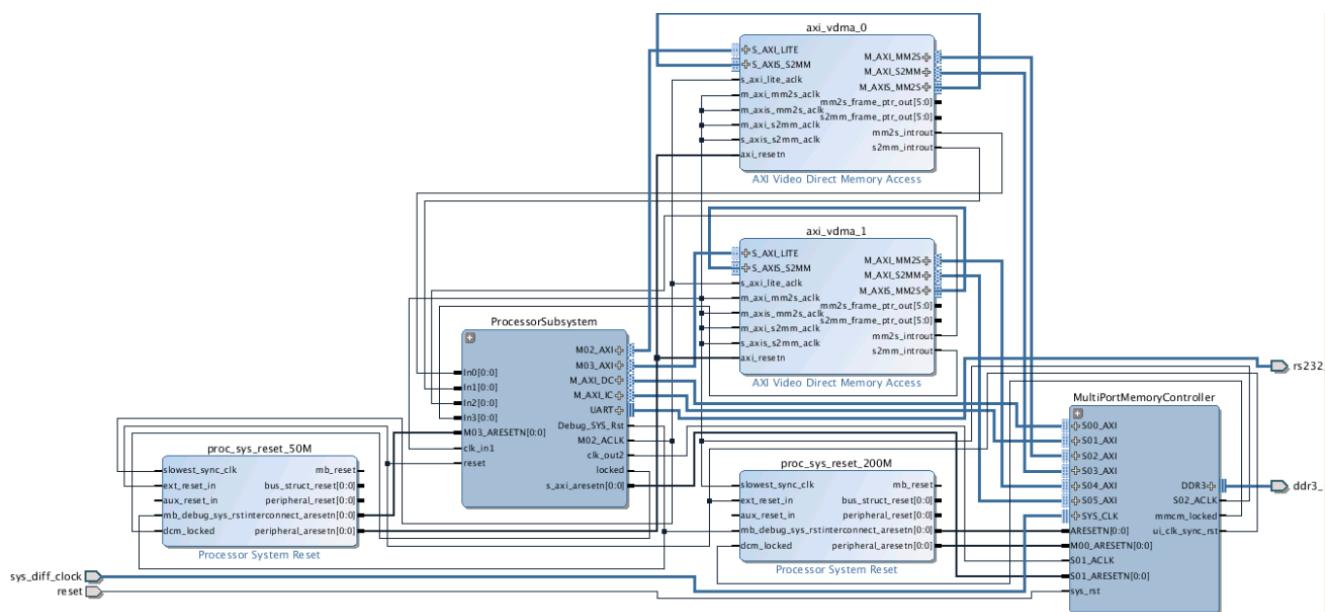 axi_vdma_0
S_AXI_LITE
S_AXIS_S2MM
s_axi_lite_aclk
m_axi_mm2s_aclk
m_axis_mm2s_aclk
m_axi_s2mm_aclk
s_axis_s2mm_aclk
axi_resetn
M_AXI_MM2S
M_AXI_S2MM
M_AXIS_MM2S
mm2s_frame_ptr_out[5:0]
s2mm_frame_ptr_out[5:0]
mm2s_introut
s2mm_introut
AXI Video Direct Memory Access
axi_vdma_1
S_AXI_LITE
S_AXIS_S2MM
s_axi_lite_aclk
m_axi_mm2s_aclk
m_axis_mm2s_aclk
m_axi_s2mm_aclk
s_axis_s2mm_aclk
axi_resetn
M_AXI_MM2S
M_AXI_S2MM
M_AXIS_MM2S
mm2s_frame_ptr_out[5:0]
s2mm_frame_ptr_out[5:0]
mm2s_introut
s2mm_introut
AXI Video Direct Memory Access
ProcessorSubsystem
In0[0:0]
In1[0:0]
In2[0:0]
In3[0:0]
M03_ARESETN[0:0]
clk_in1
reset
M02_AXI
M03_AXI
M_AXI_DC
M_AXI_IC
UART
Debug_SYS_Rst
M02_ACLK
clk_out2
locked
s_axi_aresetn[0:0]
rs232_
proc_sys_reset_50M
slowest_sync_clk
ext_reset_in
aux_reset_in
mb_debug_sys_rst
dcm_locked
mb_reset
bus_struct_reset[0:0]
peripheral_reset[0:0]
interconnect_aresetn[0:0]
peripheral_aresetn[0:0]
Processor System Reset
proc_sys_reset_200M
slowest_sync_clk
ext_reset_in
aux_reset_in
mb_debug_sys_rst
dcm_locked
mb_reset
bus_struct_reset[0:0]
peripheral_reset[0:0]
interconnect_aresetn[0:0]
peripheral_aresetn[0:0]
Processor System Reset
MultiPortMemoryController
S00_AXI
S01_AXI
S02_AXI
S03_AXI
S04_AXI
S05_AXI
SYS_CLK
ARESETN[0:0]
M00_ARESETN[0:0]
S01_ACLK
S01_ARESETN[0:0]
sys_rst
DDR3
S02_ACLK
mmcm_locked
ui_clk_sync_rst
ddr3_
sys_diff_clock
reset